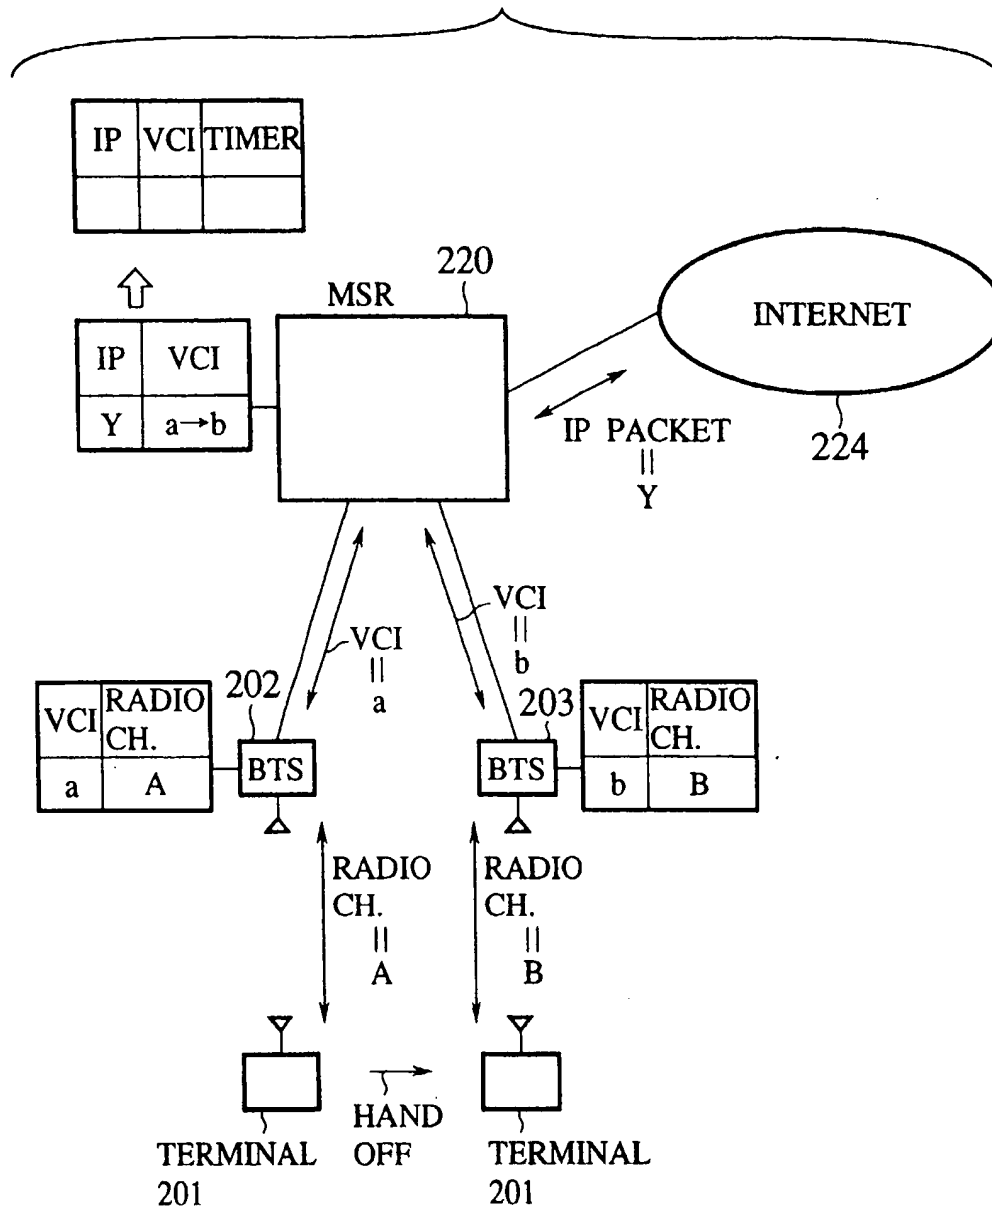 IP VCI TIMER
220
MSR
INTERNET
IP VCI
Y a→b
IP PACKET
||
Y
224
VCI
||
a
VCI
||
b
202
203
VCI RADIO
CH.
a A
BTS
BTS
VCI RADIO
CH.
b B
RADIO
CH.
||
A
RADIO
CH.
||
B
HAND
OFF
TERMINAL
201
TERMINAL
201